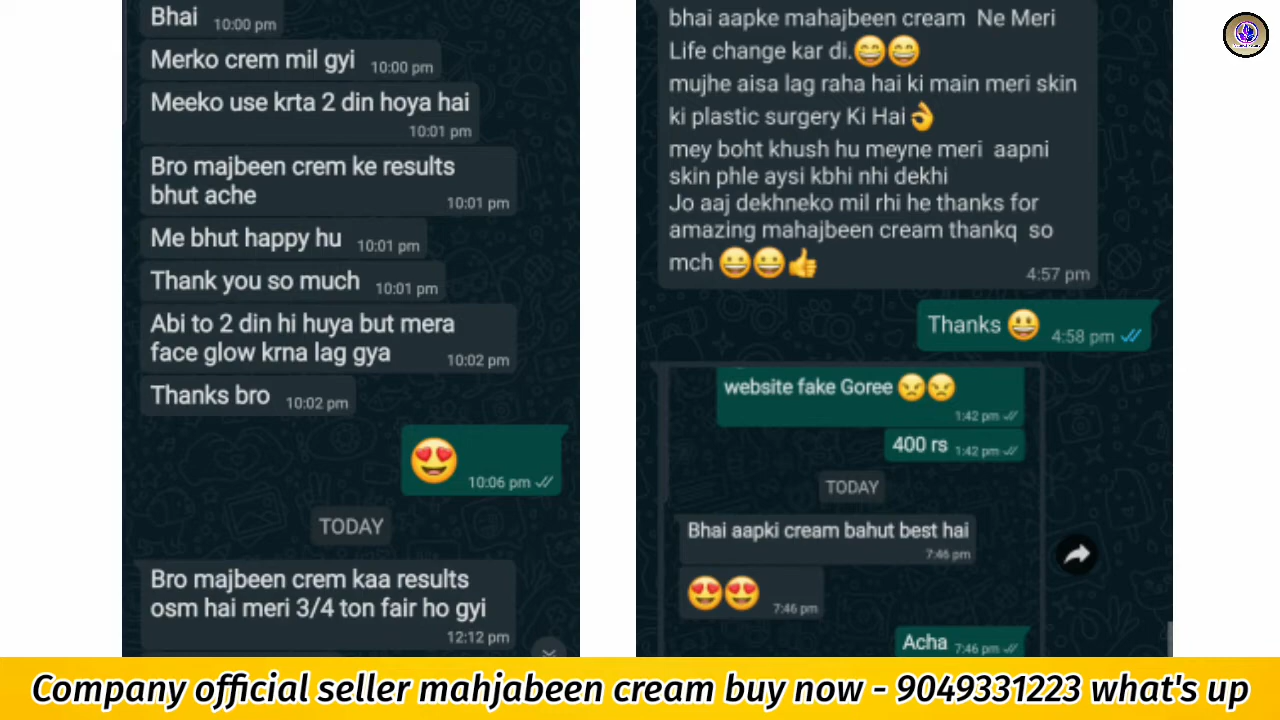 Bhai
10:00 pm
Merko crem mil gyi 10:00 pm
Meeko use krta 2 din hoya hai
10:01 pm
Bro majbeen crem ke results
bhut ache 10:01 pm
Me bhut happy hu 10:01 pm
Thank you so much 10:01 pm
Abi to 2 din hi huya but mera
face glow krna lag gya 10:02 pm
Thanks bro 10:02 pm
😍 10:06 pm
TODAY
Bro majbeen crem kaa results
osm hai meri 3/4 ton fair ho gyi
12:12 pm
bhai aapke mahajbeen cream Ne Meri
Life change kar di.😄😄
mujhe aisa lag raha hai ki main meri skin
ki plastic surgery Ki Hai👌
mey boht khush hu meyne meri aapni
skin phle aysi kbhi nhi dekhi
Jo aaj dekhneko mil rhi he thanks for
amazing mahajbeen cream thankq so
mch 😀😀👍
4:57 pm
Thanks 😀 4:58 pm
website fake Goree 😠😠
1:42 pm
400 rs 1:42 pm
TODAY
Bhai aapki cream bahut best hai
7:46 pm
😍😍 7:46 pm
Acha 7:46 pm
Company official seller mahjabeen cream buy now - 9049331223 what's up